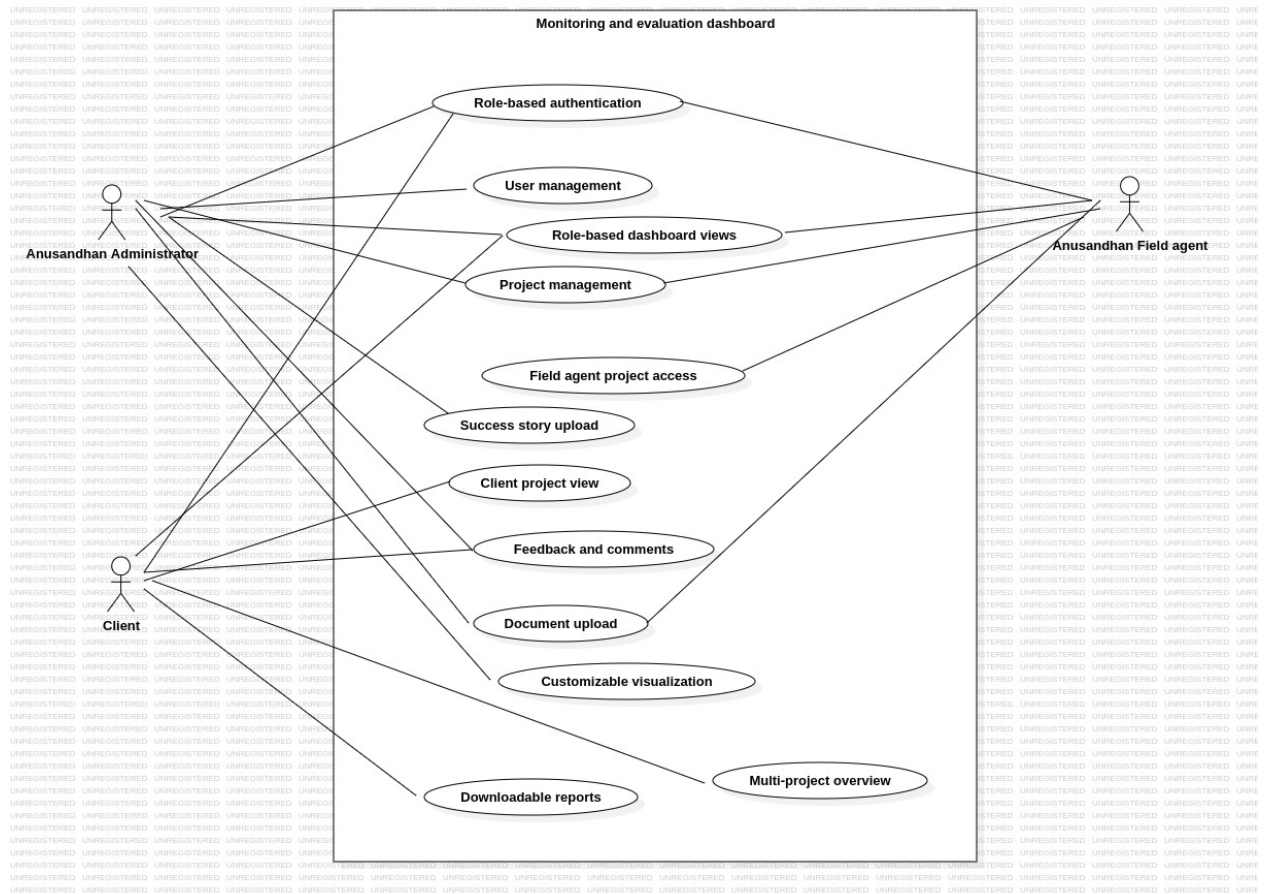 Monitoring and evaluation dashboard
Role-based authentication
User management
Role-based dashboard views
Anusandhan Administrator
Anusandhan Field agent
Project management
Field agent project access
Success story upload
Client project view
Feedback and comments
Client
Document upload
Customizable visualization
Multi-project overview
Downloadable reports
UNREGISTERED